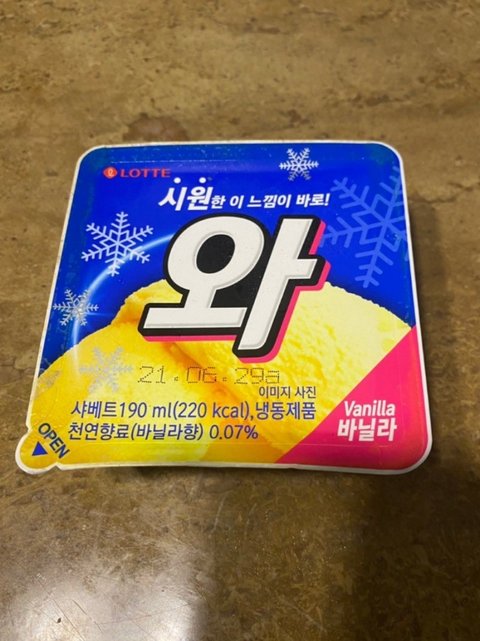 LOTTE
시원한 이 느낌이 바로!
와
21.06.29a
이미지 사진
샤베트190 ml(220 kcal),냉동제품
천연향료(바닐라향) 0.07%
Vanilla
바닐라
OPEN